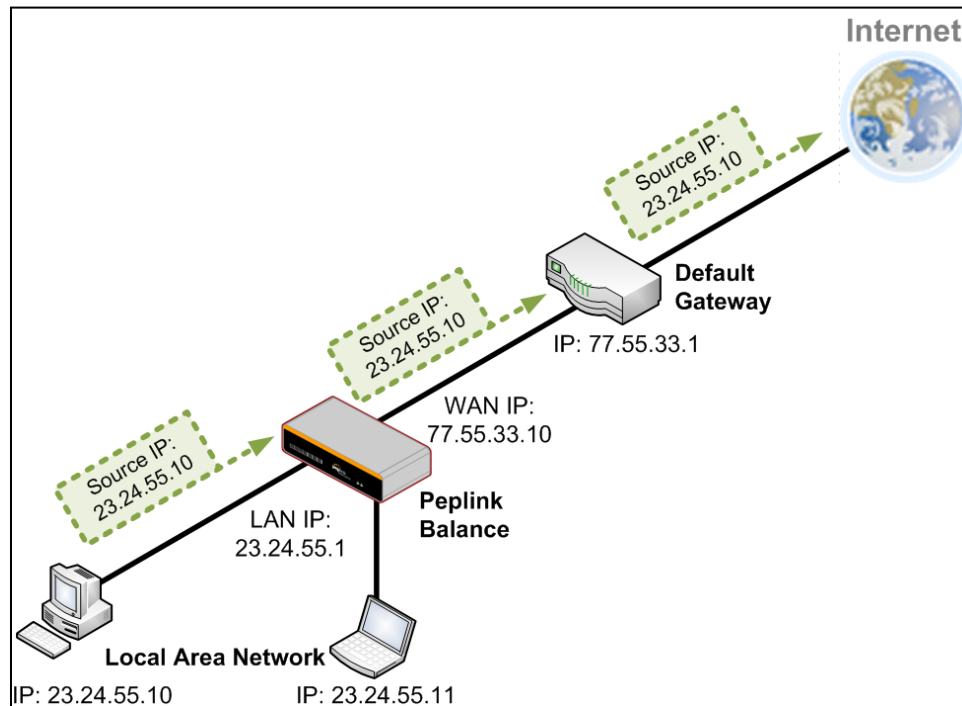 Internet
Source IP:
23.24.55.10
Default
Gateway
Source IP:
23.24.55.10
IP: 77.55.33.1
WAN IP:
77.55.33.10
Source IP:
23.24.55.10
Peplink
Balance
LAN IP:
23.24.55.1
Local Area Network
IP: 23.24.55.10
IP: 23.24.55.11